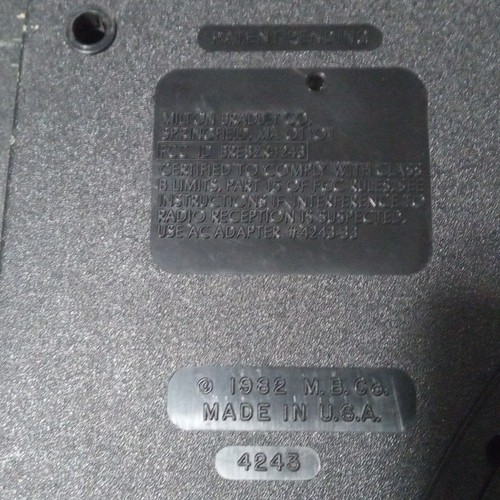 PATENT PENDING
MILTON BRADLEY CO.
SPRINGFIELD, MA. 01101
FCC ID
CERTIFIED TO COMPLY WITH CLASS
B LIMITS, PART 15 OF FCC RULES. SEE
INSTRUCTIONS IF INTERFERENCE TO
RADIO RECEPTION IS SUSPECTED.
USE AC ADAPTER #4243-33
© 1982 M.B.Co.
MADE IN U.S.A.
4243